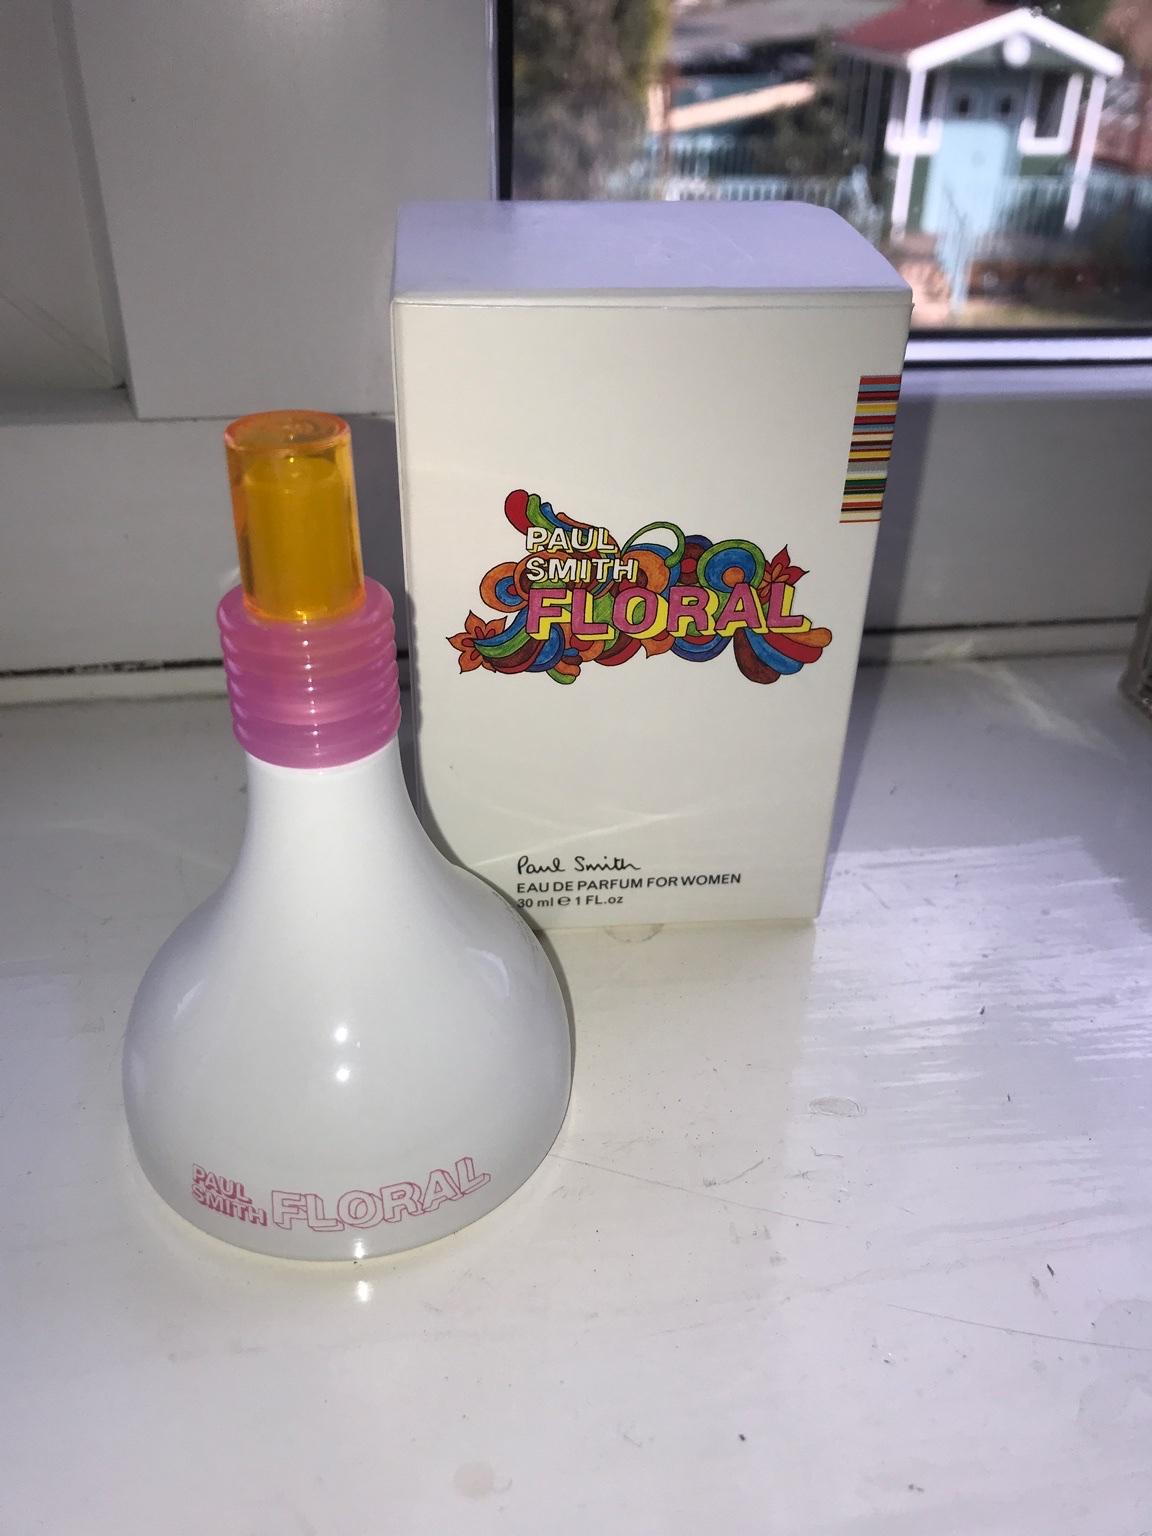 PAUL
SMITH
FLORAL
Paul Smith
EAU DE PARFUM FOR WOMEN
30 ml ℮ 1 FL.oz
PAUL
SMITH FLORAL